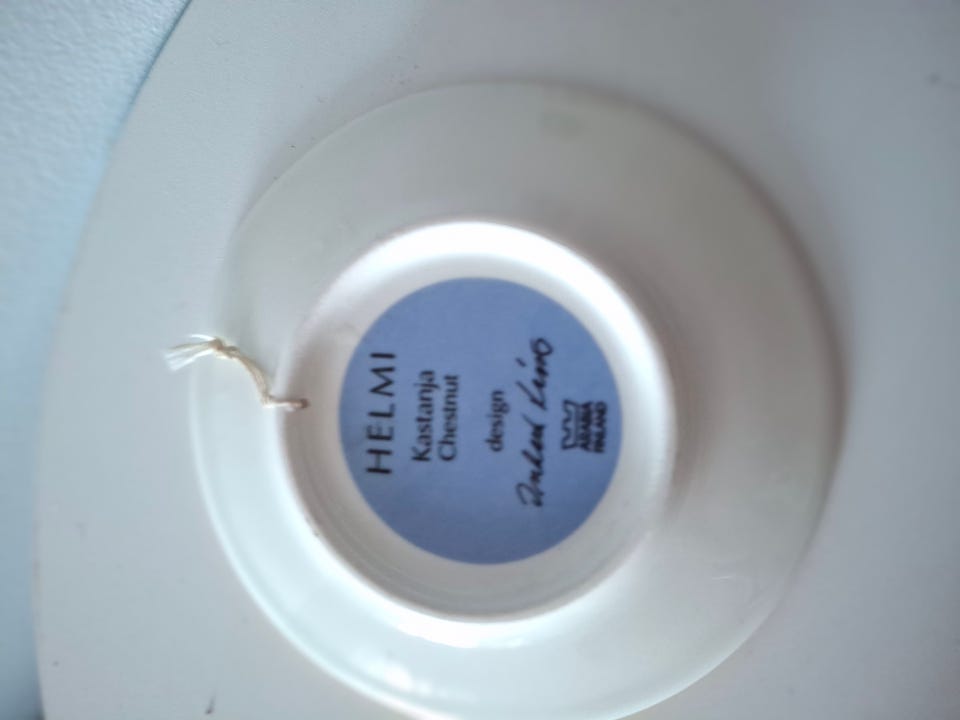 HELMI
Kastanja
Chestnut
design
ARABIA
FINLAND